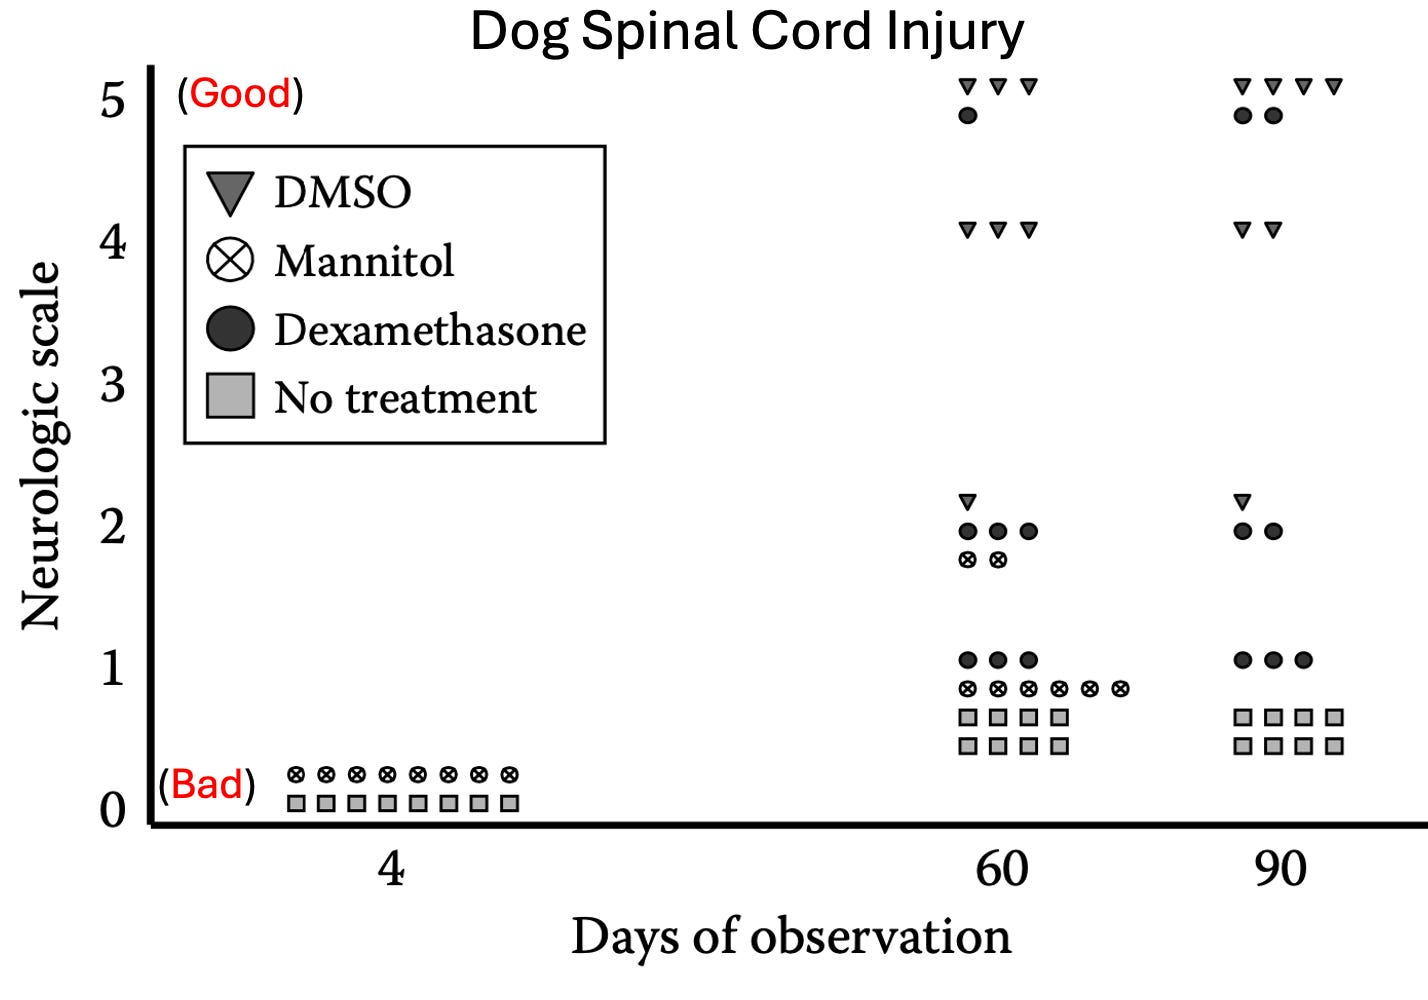 Dog Spinal Cord Injury
5
(Good)
DMSO
Mannitol
Dexamethasone
No treatment
4
3
2
1
0
(Bad)
Neurologic scale
4
60
90
Days of observation